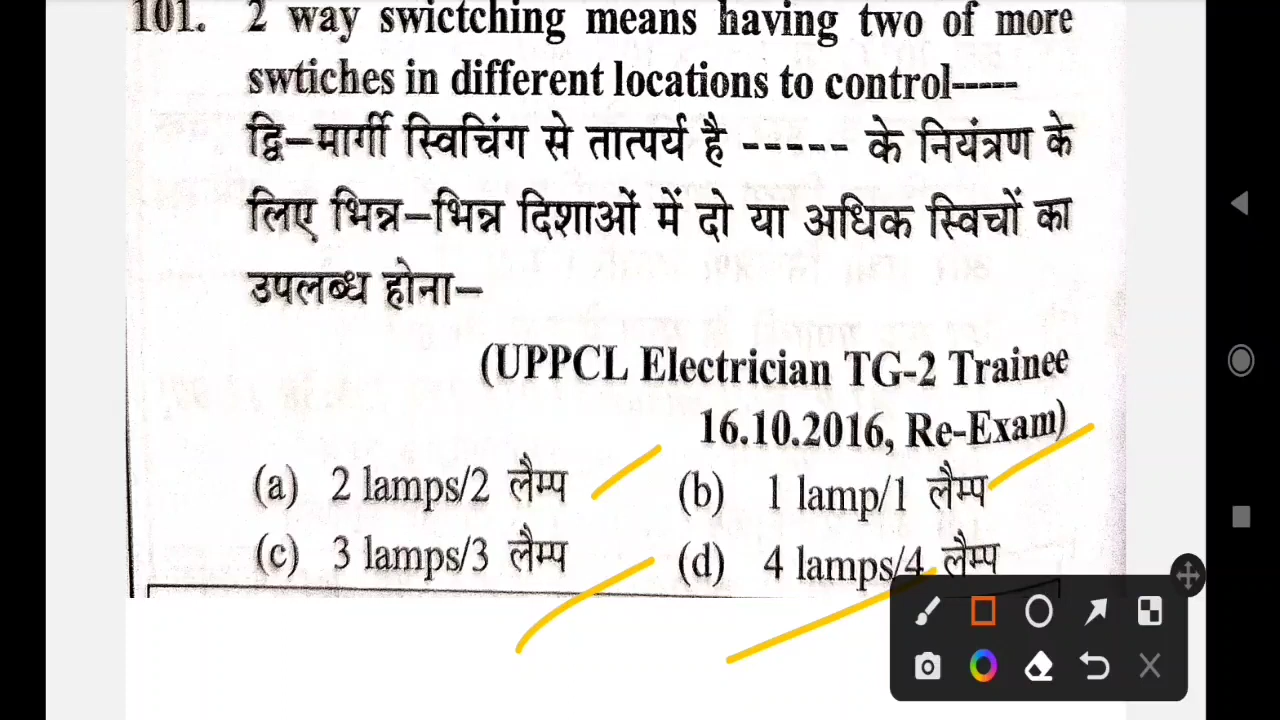 101. 2 way swictching means having two of more
swtiches in different locations to control-----
द्वि-मार्गी स्विचिंग से तात्पर्य है ------ के नियंत्रण के
लिए भिन्न-भिन्न दिशाओं में दो या अधिक स्विचों का
उपलब्ध होना-
(UPPCL Electrician TG-2 Trainee
16.10.2016, Re-Exam)
(a) 2 lamps/2 लैम्प (b) 1 lamp/1 लैम्प
(c) 3 lamps/3 लैम्प (d) 4 lamps/4 लैम्प